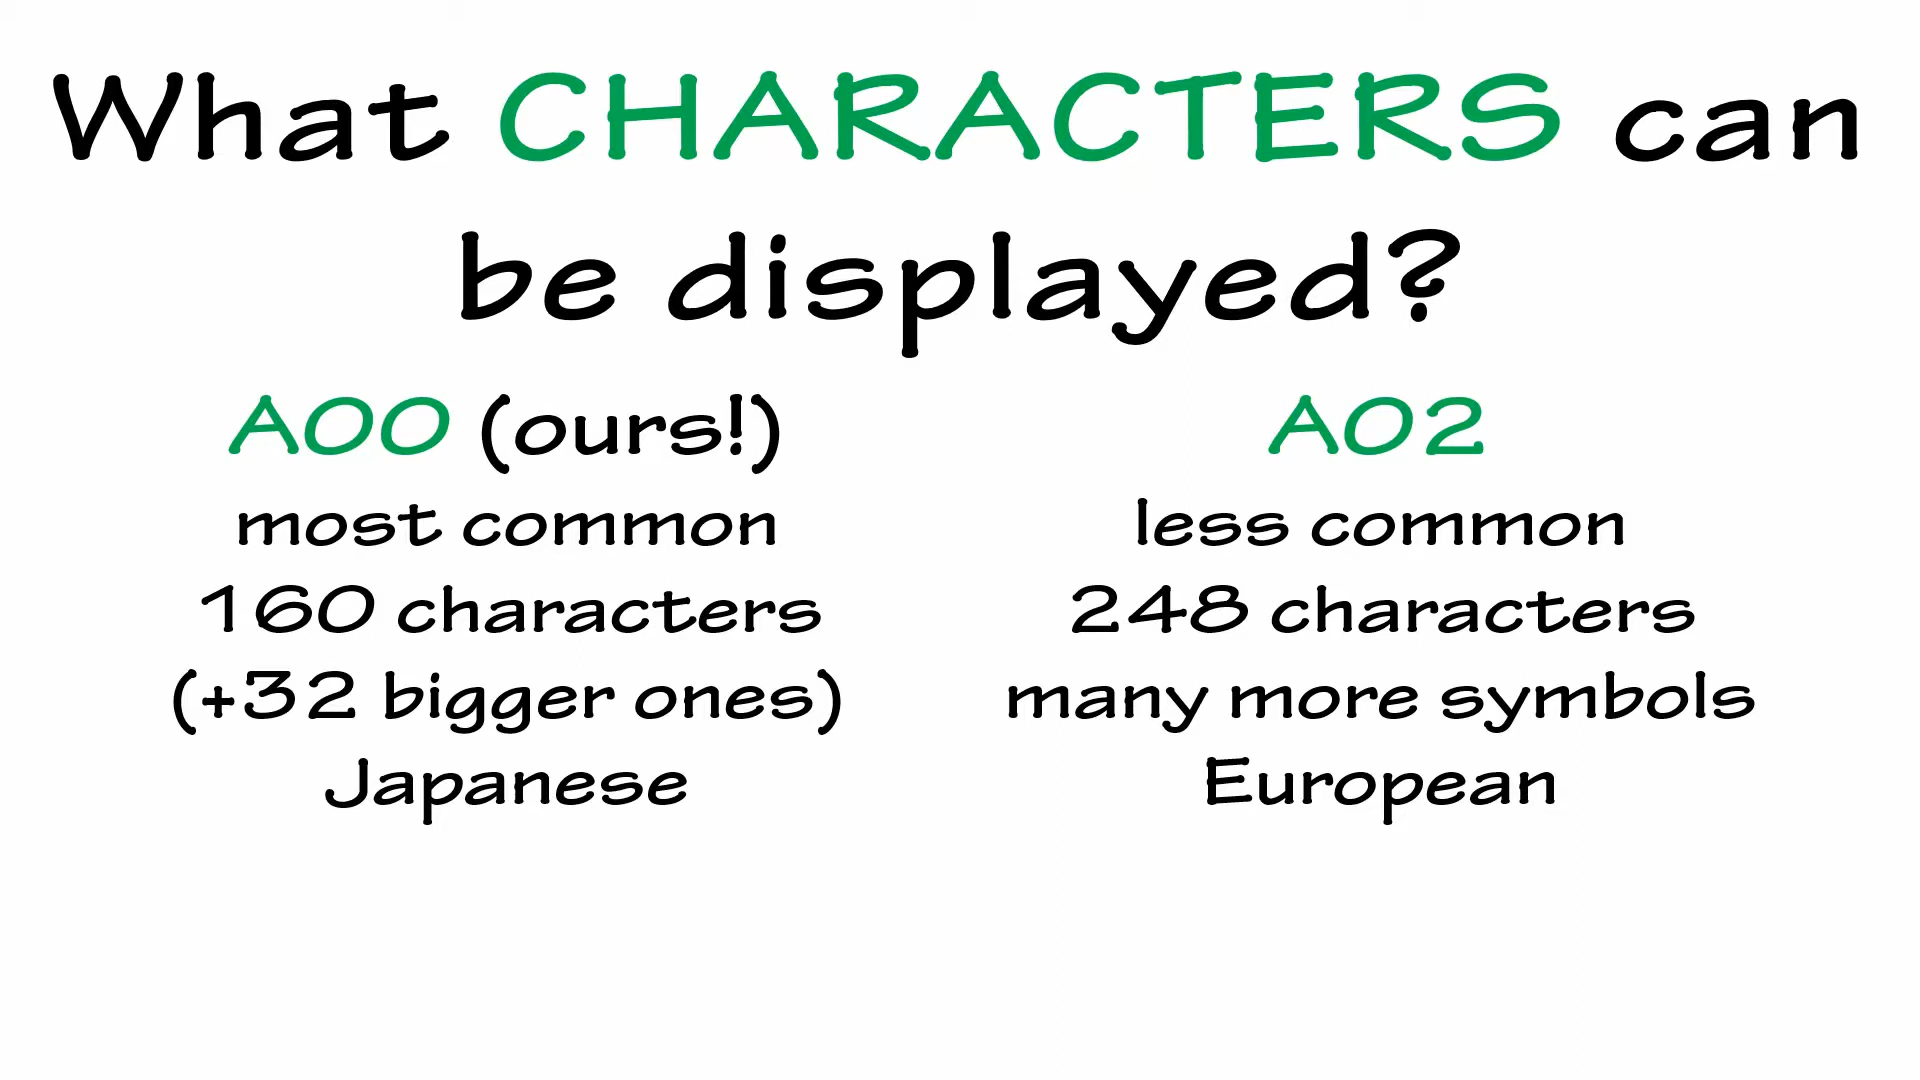 What CHARACTERS can
be displayed?
A00 (ours!)
most common
160 characters
(+32 bigger ones)
Japanese
A02
less common
248 characters
many more symbols
European